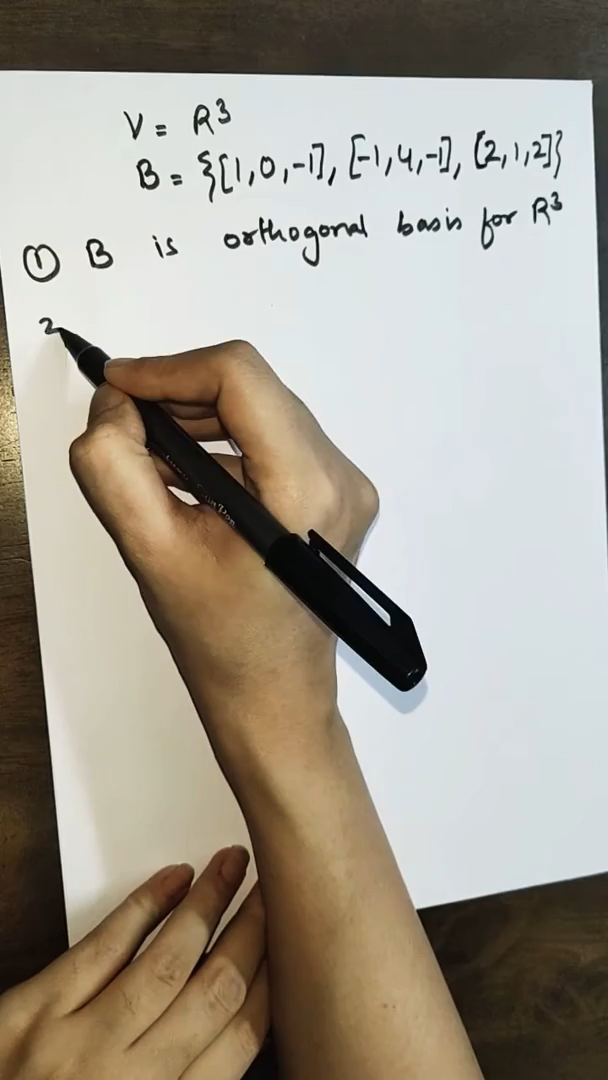 V = R³
B = {[1,0,-1], [-1,4,-1], [2,1,2]}
① B is orthogonal basis for R³
2